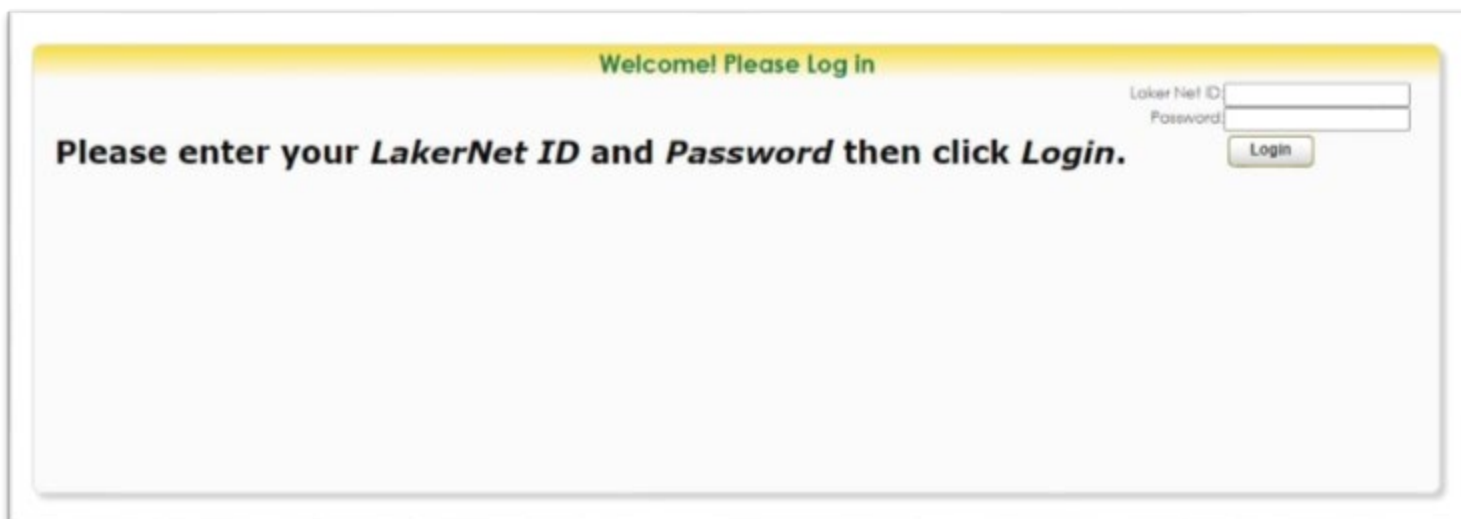 Welcome! Please Log in
Laker Net ID:
Password:
Please enter your LakerNet ID and Password then click Login.
Login